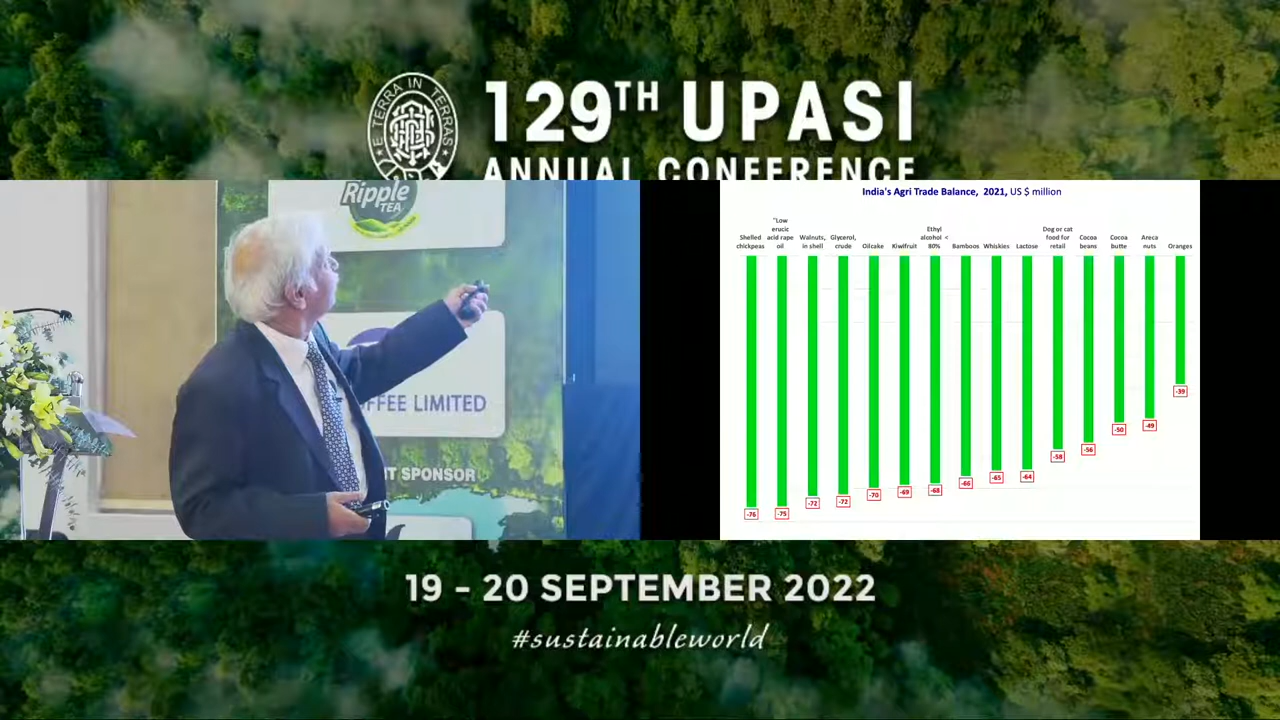 E TERRA IN TERRAS
129TH UPASI
ANNUAL CONFERENCE
Ripple
TEA
FFEE LIMITED
T SPONSOR
India's Agri Trade Balance, 2021, US $ million
Shelled
chickpeas
"Low
erucic
acid rape
oil
Walnuts,
in shell
Glycerol,
crude
Oilcake
Kiwifruit
Ethyl
alcohol <
80%
Bamboos
Whiskies
Lactose
Dog or cat
food for
retail
Cocoa
beans
Cocoa
butte
Areca
nuts
Oranges
-76
-75
-72
-72
-70
-69
-68
-66
-65
-64
-58
-56
-50
-49
-39
19 - 20 SEPTEMBER 2022
#sustainableworld